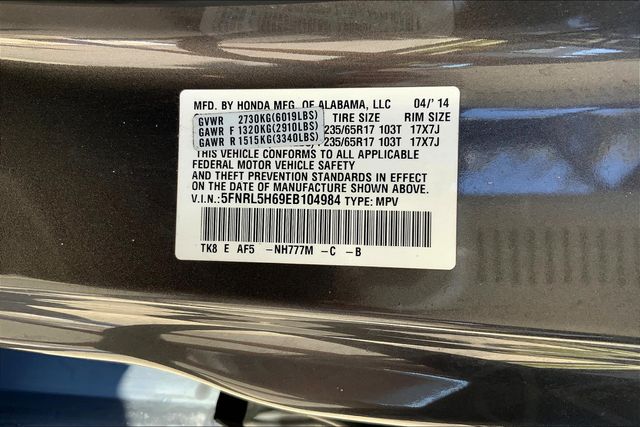 MFD. BY HONDA MFG. OF ALABAMA, LLC 04/'14
GVWR 2730KG(6019LBS) TIRE SIZE RIM SIZE
GAWR F 1320KG(2910LBS) 235/65R17 103T 17X7J
GAWR R 1515KG(3340LBS) 235/65R17 103T 17X7J
THIS VEHICLE CONFORMS TO ALL APPLICABLE
FEDERAL MOTOR VEHICLE SAFETY
AND THEFT PREVENTION STANDARDS IN EFFECT
ON THE DATE OF MANUFACTURE SHOWN ABOVE.
V.I.N.: 5FNRL5H69EB104984 TYPE: MPV
TK8 E AF5 -NH777M -C -B